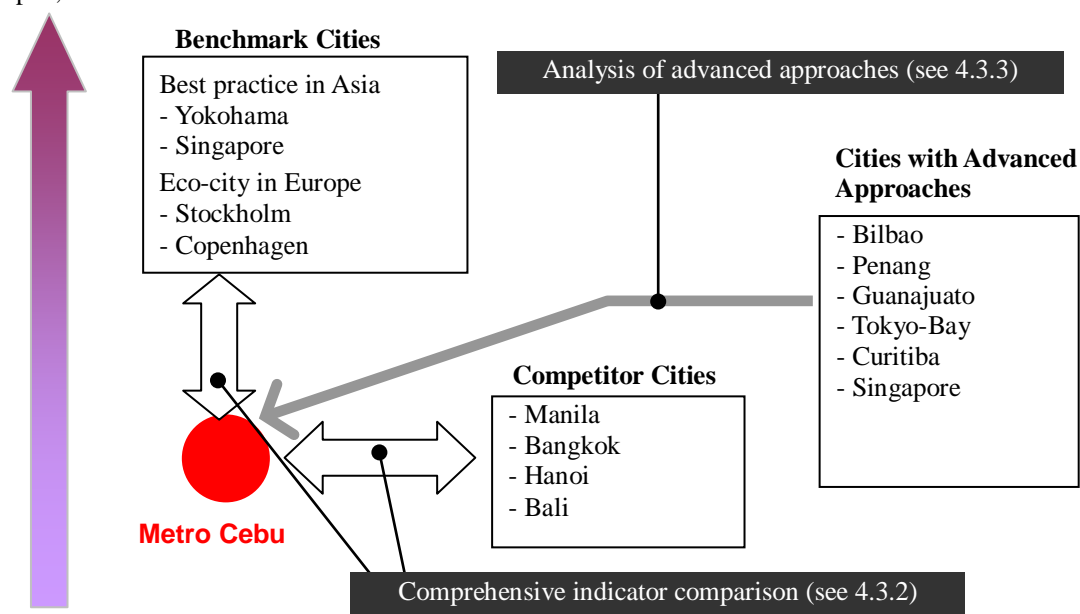 Benchmark Cities
Best practice in Asia
- Yokohama
- Singapore
Eco-city in Europe
- Stockholm
- Copenhagen
Analysis of advanced approaches (see 4.3.3)
Cities with Advanced
Approaches
- Bilbao
- Penang
- Guanajuato
- Tokyo-Bay
- Curitiba
- Singapore
Competitor Cities
- Manila
- Bangkok
- Hanoi
- Bali
Metro Cebu
Comprehensive indicator comparison (see 4.3.2)